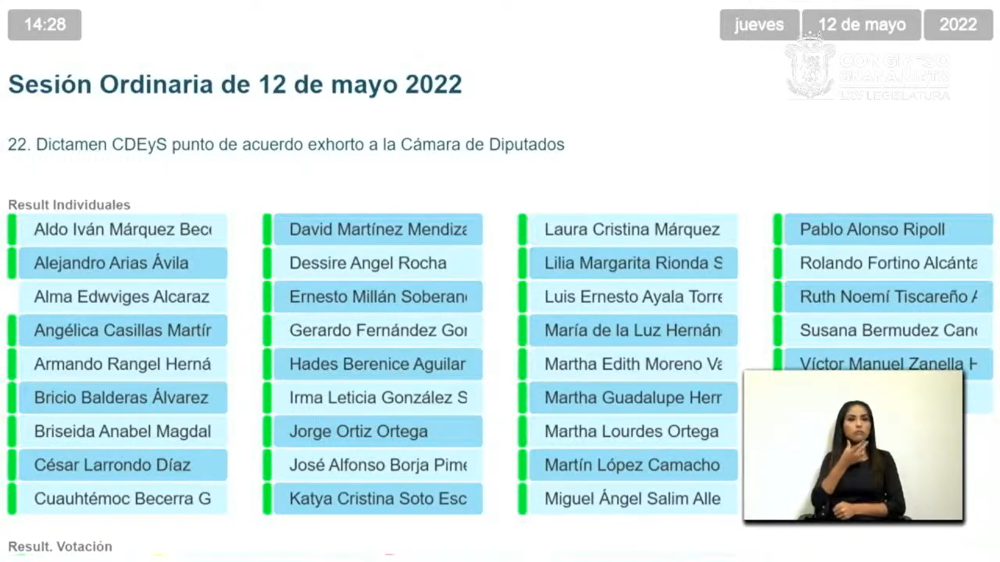 14:28
jueves 12 de mayo 2022
CONGRESO
GUANAJUATO
LXV LEGISLATURA
Sesión Ordinaria de 12 de mayo 2022
22. Dictamen CDEyS punto de acuerdo exhorto a la Cámara de Diputados
Result Individuales
Aldo Iván Márquez Bec
Alejandro Arias Ávila
Alma Edwviges Alcaraz
Angélica Casillas Martír
Armando Rangel Herná
Bricio Balderas Álvarez
Briseida Anabel Magdal
César Larrondo Díaz
Cuauhtémoc Becerra G
David Martínez Mendiza
Dessire Angel Rocha
Ernesto Millán Soberan
Gerardo Fernández Gor
Hades Berenice Aguilar
Irma Leticia González S
Jorge Ortiz Ortega
José Alfonso Borja Pime
Katya Cristina Soto Esc
Laura Cristina Márquez
Lilia Margarita Rionda S
Luis Ernesto Ayala Torre
María de la Luz Hernán
Martha Edith Moreno Va
Martha Guadalupe Herr
Martha Lourdes Ortega
Martín López Camacho
Miguel Ángel Salim Alle
Pablo Alonso Ripoll
Rolando Fortino Alcánta
Ruth Noemí Tiscareño A
Susana Bermudez Can
Víctor Manuel Zanella H
Result. Votación